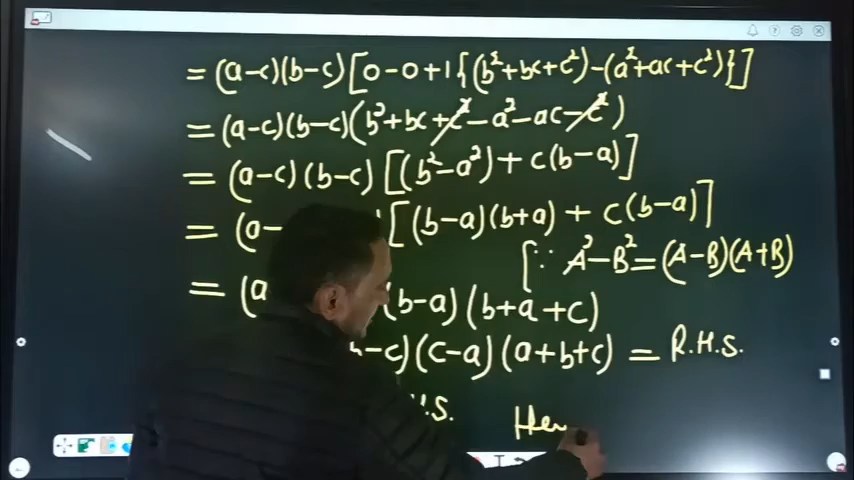 = (a-c)(b-c)[0-0+1{(b²+bc+c²)-(a²+ac+c²)}]
= (a-c)(b-c)(b²+bc+c²-a²-ac-c²)
= (a-c)(b-c)[(b²-a²)+c(b-a)]
= (a- [(b-a)(b+a)+c(b-a)]
[∵ A²-B²=(A-B)(A+B)
= (a (b-a)(b+a+c)
b-c)(c-a)(a+b+c) = R.H.S.
H.S.